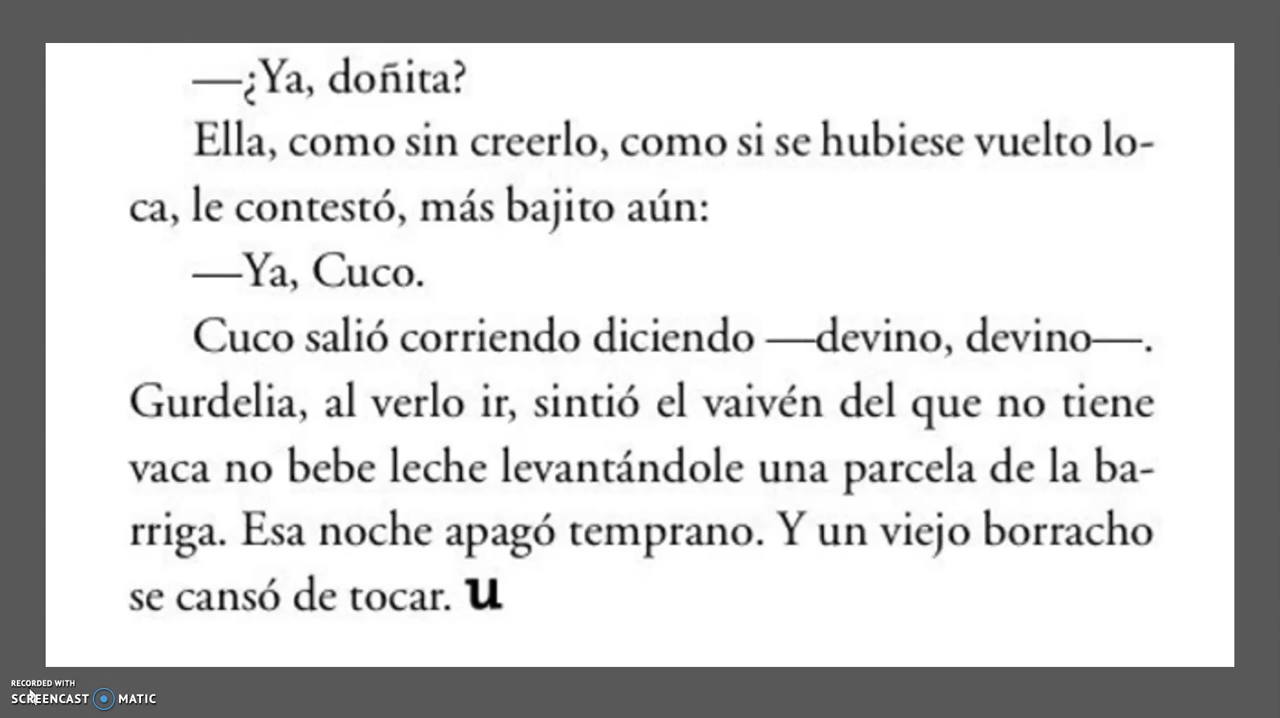 —¿Ya, doñita?
Ella, como sin creerlo, como si se hubiese vuelto lo-
ca, le contestó, más bajito aún:
—Ya, Cuco.
Cuco salió corriendo diciendo —devino, devino—.
Gurdelia, al verlo ir, sintió el vaivén del que no tiene
vaca no bebe leche levantándole una parcela de la ba-
rriga. Esa noche apagó temprano. Y un viejo borracho
se cansó de tocar. u
RECORDED WITH
SCREENCAST MATIC